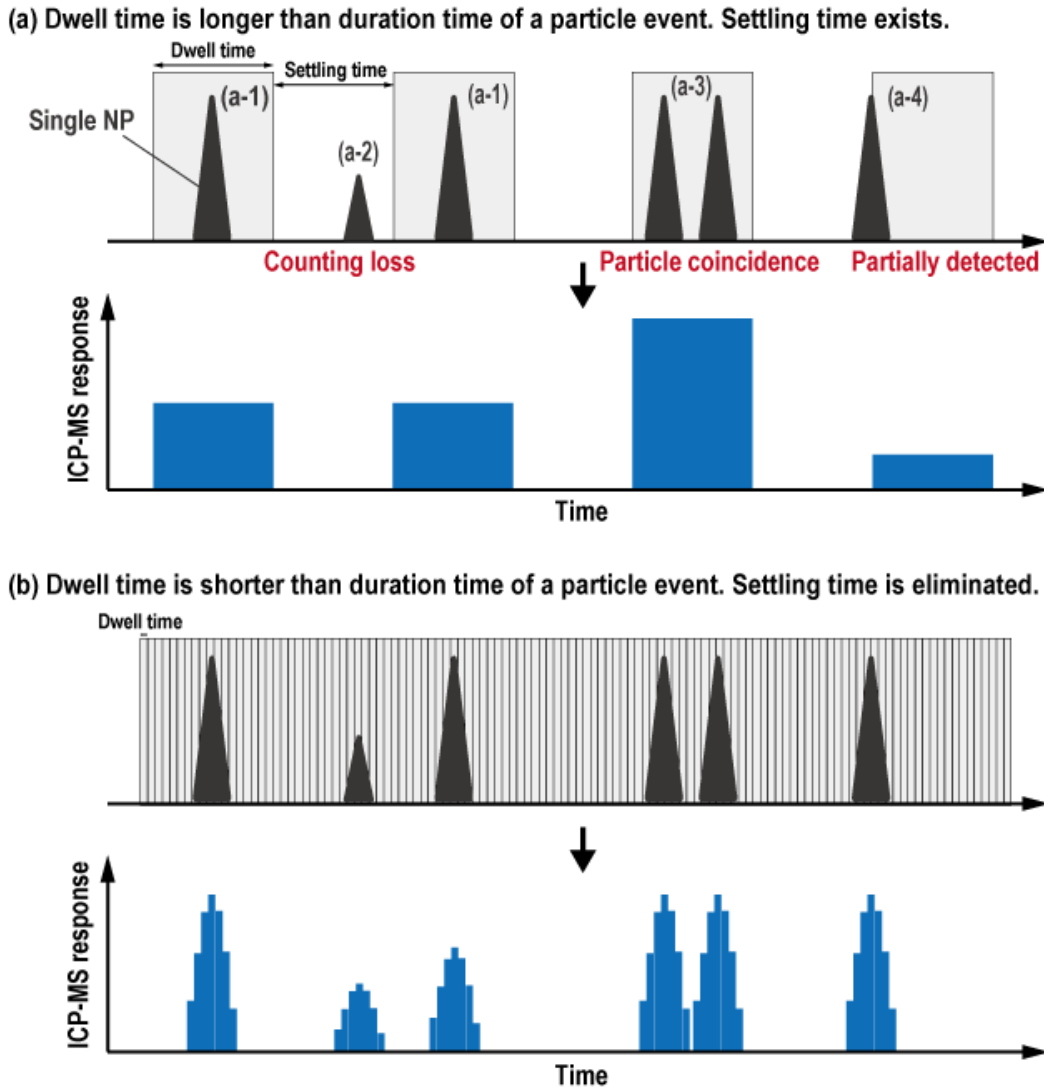 (a) Dwell time is longer than duration time of a particle event. Settling time exists.
Dwell time
Settling time
(a-1)
(a-1)
(a-3)
(a-4)
Single NP
(a-2)
Counting loss
Particle coincidence
Partially detected
ICP-MS response
Time
(b) Dwell time is shorter than duration time of a particle event. Settling time is eliminated.
Dwell time
ICP-MS response
Time